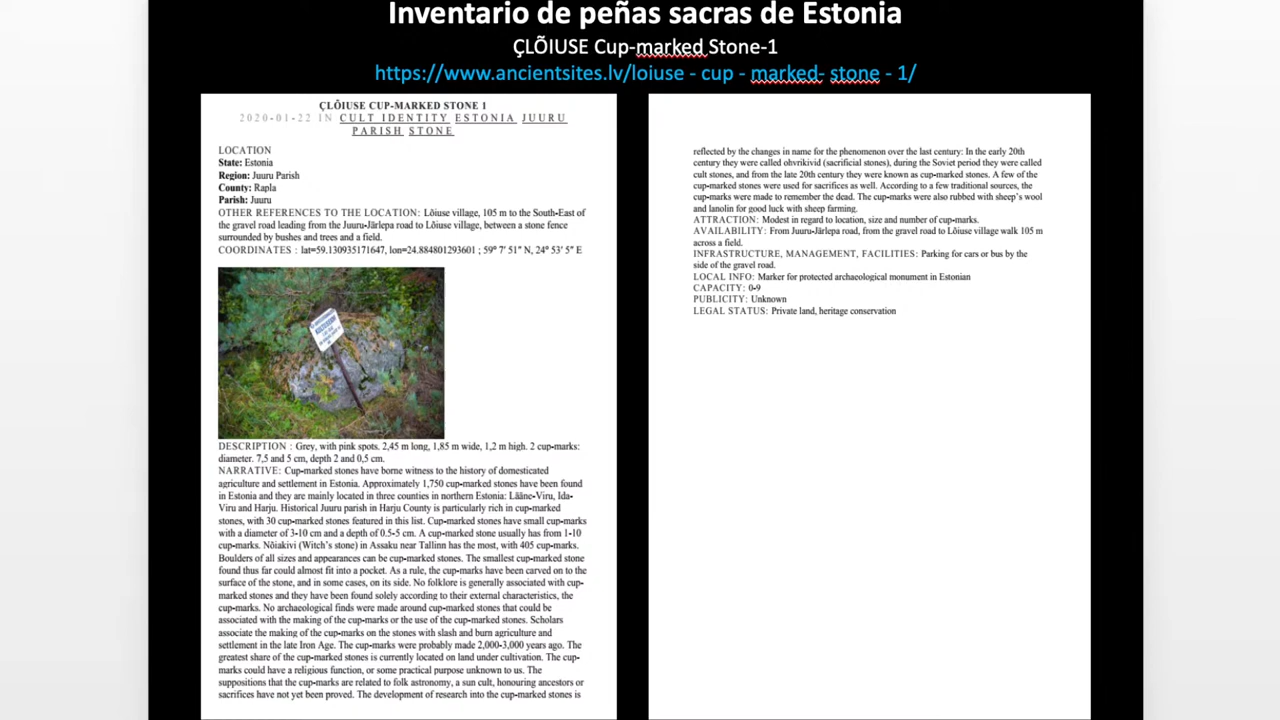 Inventario de peñas sacras de Estonia
ÇLÕIUSE Cup-marked Stone-1
https://www.ancientsites.lv/loiuse - cup - marked- stone - 1/
ÇLÕIUSE CUP-MARKED STONE 1
2020-01-22 IN CULT IDENTITY ESTONIA JUURU
PARISH STONE
LOCATION
State: Estonia
Region: Juuru Parish
County: Rapla
Parish: Juuru
OTHER REFERENCES TO THE LOCATION: Lõiuse village, 105 m to the South-East of
the gravel road leading from the Juuru-Järlepa road to Lõiuse village, between a stone fence
surrounded by bushes and trees and a field.
COORDINATES : lat=59.130935171647, lon=24.884801293601 ; 59º 7' 51" N, 24º 53' 5" E
DESCRIPTION : Grey, with pink spots. 2,45 m long, 1,85 m wide, 1,2 m high. 2 cup-marks:
diameter. 7,5 and 5 cm, depth 2 and 0,5 cm.
NARRATIVE: Cup-marked stones have borne witness to the history of domesticated
agriculture and settlement in Estonia. Approximately 1,750 cup-marked stones have been found
in Estonia and they are mainly located in three counties in northern Estonia: Lääne-Viru, Ida-
Viru and Harju. Historical Juuru parish in Harju County is particularly rich in cup-marked
stones, with 30 cup-marked stones featured in this list. Cup-marked stones have small cup-marks
with a diameter of 3-10 cm and a depth of 0.5-5 cm. A cup-marked stone usually has from 1-10
cup-marks. Nõiakivi (Witch's stone) in Assaku near Tallinn has the most, with 405 cup-marks.
Boulders of all sizes and appearances can be cup-marked stones. The smallest cup-marked stone
found thus far could almost fit into a pocket. As a rule, the cup-marks have been carved on to the
surface of the stone, and in some cases, on its side. No folklore is generally associated with cup-
marked stones and they have been found solely according to their external characteristics, the
cup-marks. No archaeological finds were made around cup-marked stones that could be
associated with the making of the cup-marks or the use of the cup-marked stones. Scholars
associate the making of the cup-marks on the stones with slash and burn agriculture and
settlement in the late Iron Age. The cup-marks were probably made 2,000-3,000 years ago. The
greatest share of the cup-marked stones is currently located on land under cultivation. The cup-
marks could have a religious function, or some practical purpose unknown to us. The
suppositions that the cup-marks are related to folk astronomy, a sun cult, honouring ancestors or
sacrifices have not yet been proved. The development of research into the cup-marked stones is
reflected by the changes in name for the phenomenon over the last century: In the early 20th
century they were called ohvrikivid (sacrificial stones), during the Soviet period they were called
cult stones, and from the late 20th century they were known as cup-marked stones. A few of the
cup-marked stones were used for sacrifices as well. According to a few traditional sources, the
cup-marks were made to remember the dead. The cup-marks were also rubbed with sheep's wool
and lanolin for good luck with sheep farming.
ATTRACTION: Modest in regard to location, size and number of cup-marks.
AVAILABILITY: From Juuru-Järlepa road, from the gravel road to Lõiuse village walk 105 m
across a field.
INFRASTRUCTURE, MANAGEMENT, FACILITIES: Parking for cars or bus by the
side of the gravel road.
LOCAL INFO: Marker for protected archaeological monument in Estonian
CAPACITY: 0-9
PUBLICITY: Unknown
LEGAL STATUS: Private land, heritage conservation